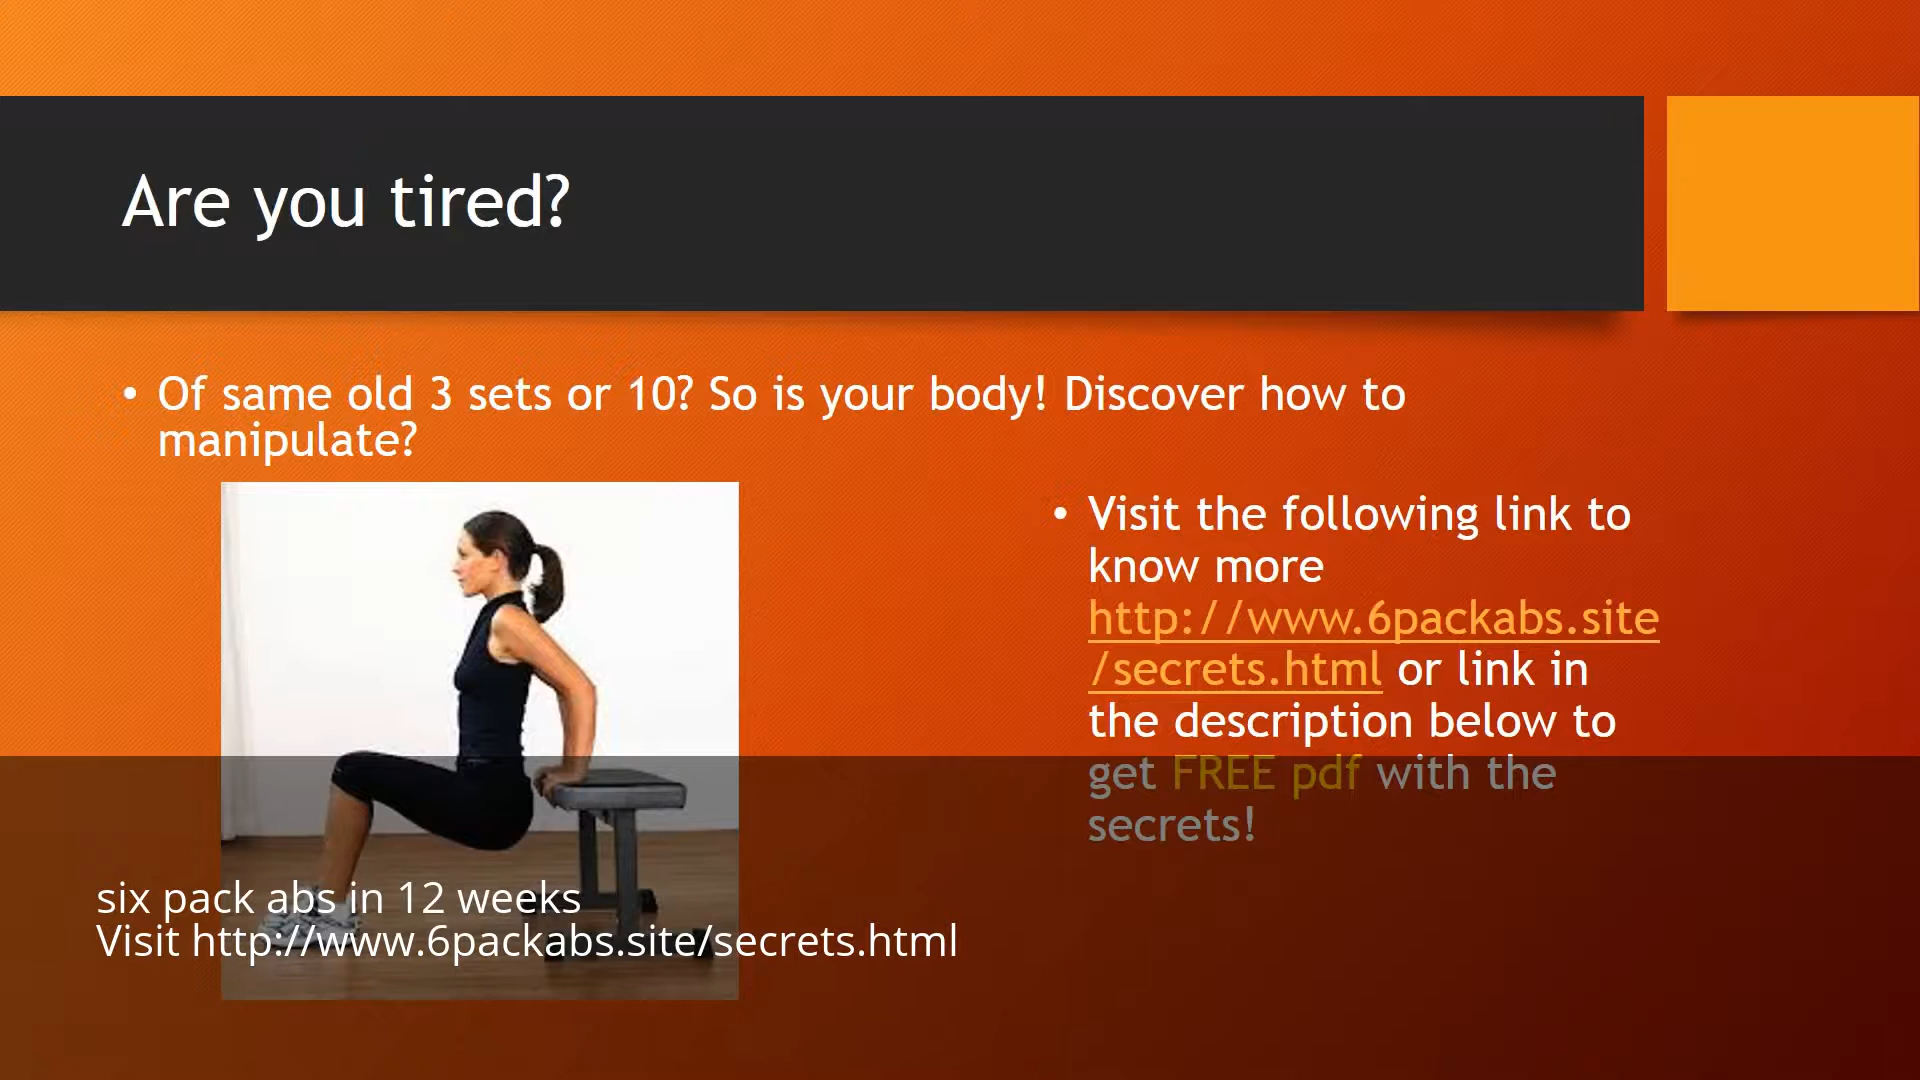 Are you tired?
• Of same old 3 sets or 10? So is your body! Discover how to
manipulate?
• Visit the following link to
know more
http://www.6packabs.site
/secrets.html or link in
the description below to
get FREE pdf with the
secrets!
six pack abs in 12 weeks
Visit http://www.6packabs.site/secrets.html